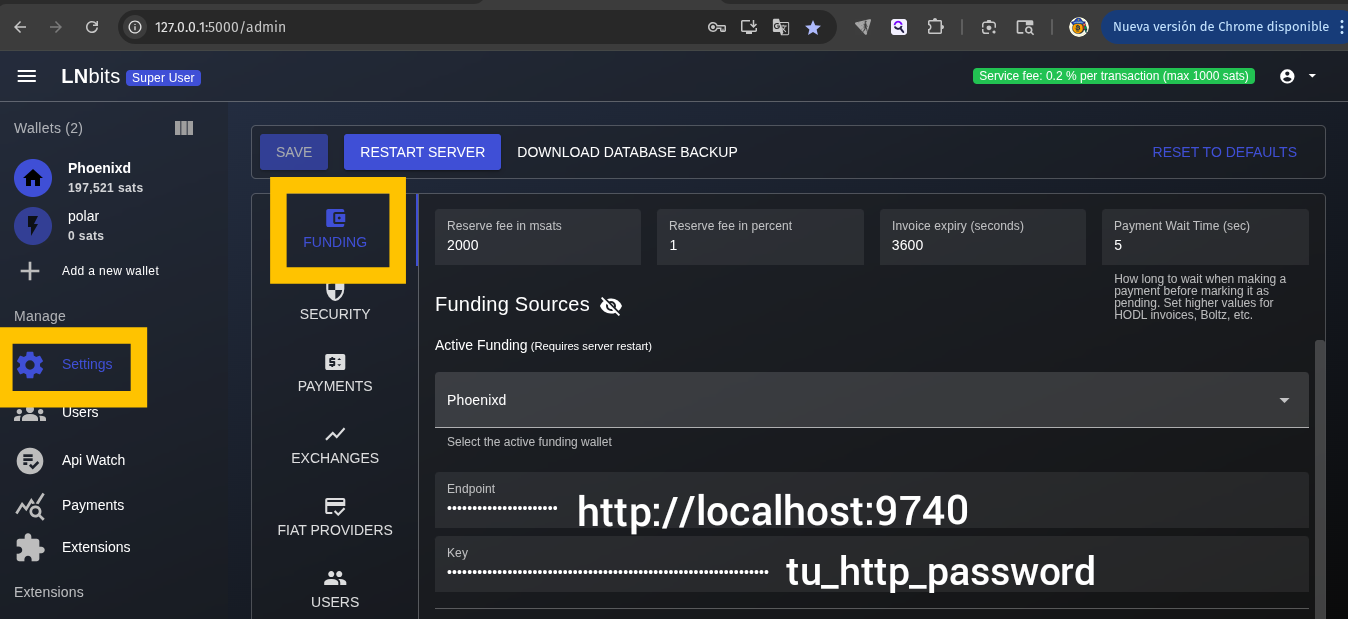 127.0.0.1:5000/admin
Nueva versión de Chrome disponible
LNbits Super User
Service fee: 0.2 % per transaction (max 1000 sats)
Wallets (2)
Phoenixd
197,521 sats
polar
0 sats
Add a new wallet
Manage
Settings
Users
Api Watch
Payments
Extensions
Extensions
SAVE RESTART SERVER DOWNLOAD DATABASE BACKUP RESET TO DEFAULTS
FUNDING
SECURITY
PAYMENTS
EXCHANGES
FIAT PROVIDERS
USERS
Reserve fee in msats
2000
Reserve fee in percent
1
Invoice expiry (seconds)
3600
Payment Wait Time (sec)
5
How long to wait when making a
payment before marking it as
pending. Set higher values for
HODL invoices, Boltz, etc.
Funding Sources
Active Funding (Requires server restart)
Phoenixd
Select the active funding wallet
Endpoint
http://localhost:9740
Key
tu_http_password